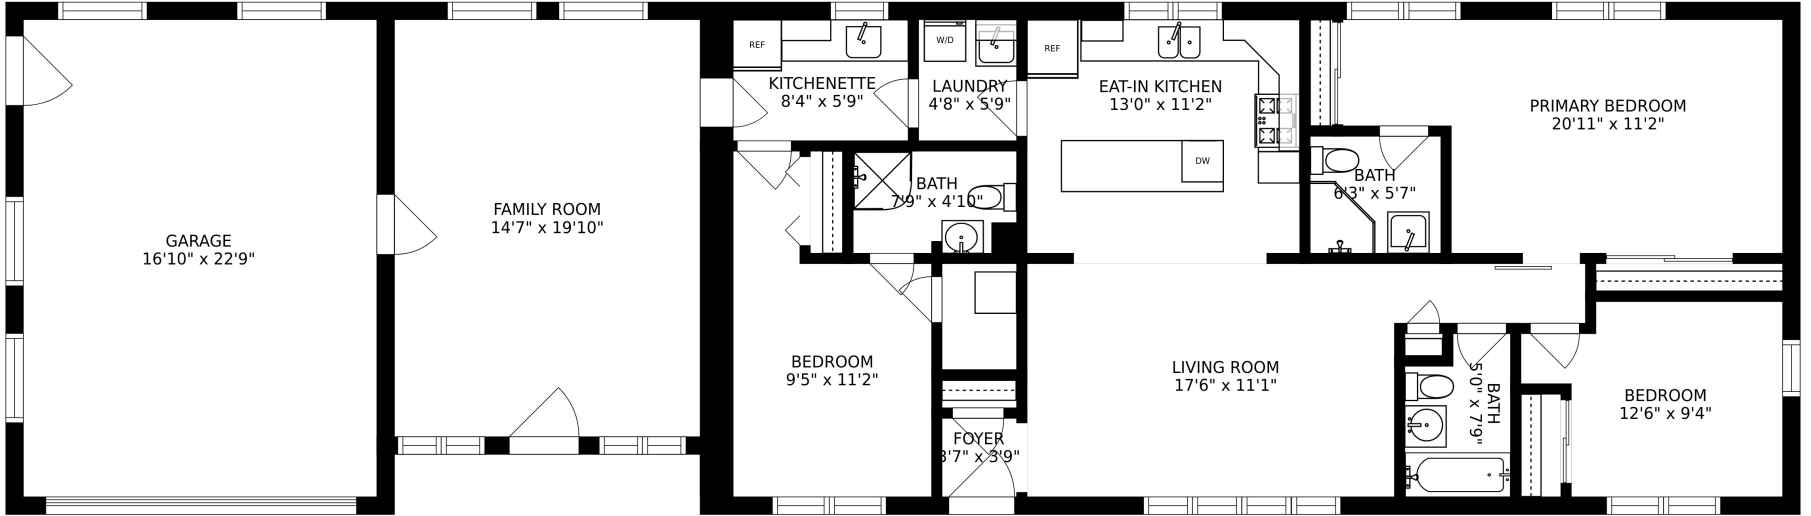 REF
W/D
REF
KITCHENETTE
8'4" x 5'9"
LAUNDRY
4'8" x 5'9"
EAT-IN KITCHEN
13'0" x 11'2"
PRIMARY BEDROOM
20'11" x 11'2"
DW
BATH
7'9" x 4'10"
BATH
6'3" x 5'7"
FAMILY ROOM
14'7" x 19'10"
GARAGE
16'10" x 22'9"
BEDROOM
9'5" x 11'2"
LIVING ROOM
17'6" x 11'1"
BATH
5'0" x 7'9"
BEDROOM
12'6" x 9'4"
FOYER
3'7" x 3'9"